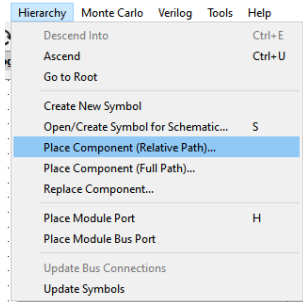 Hierarchy Monte Carlo Verilog Tools Help
Descend Into Ctrl+E
Ascend Ctrl+U
Go to Root
Create New Symbol
Open/Create Symbol for Schematic... S
Place Component (Relative Path)...
Place Component (Full Path)...
Replace Component...
Place Module Port H
Place Module Bus Port
Update Bus Connections
Update Symbols